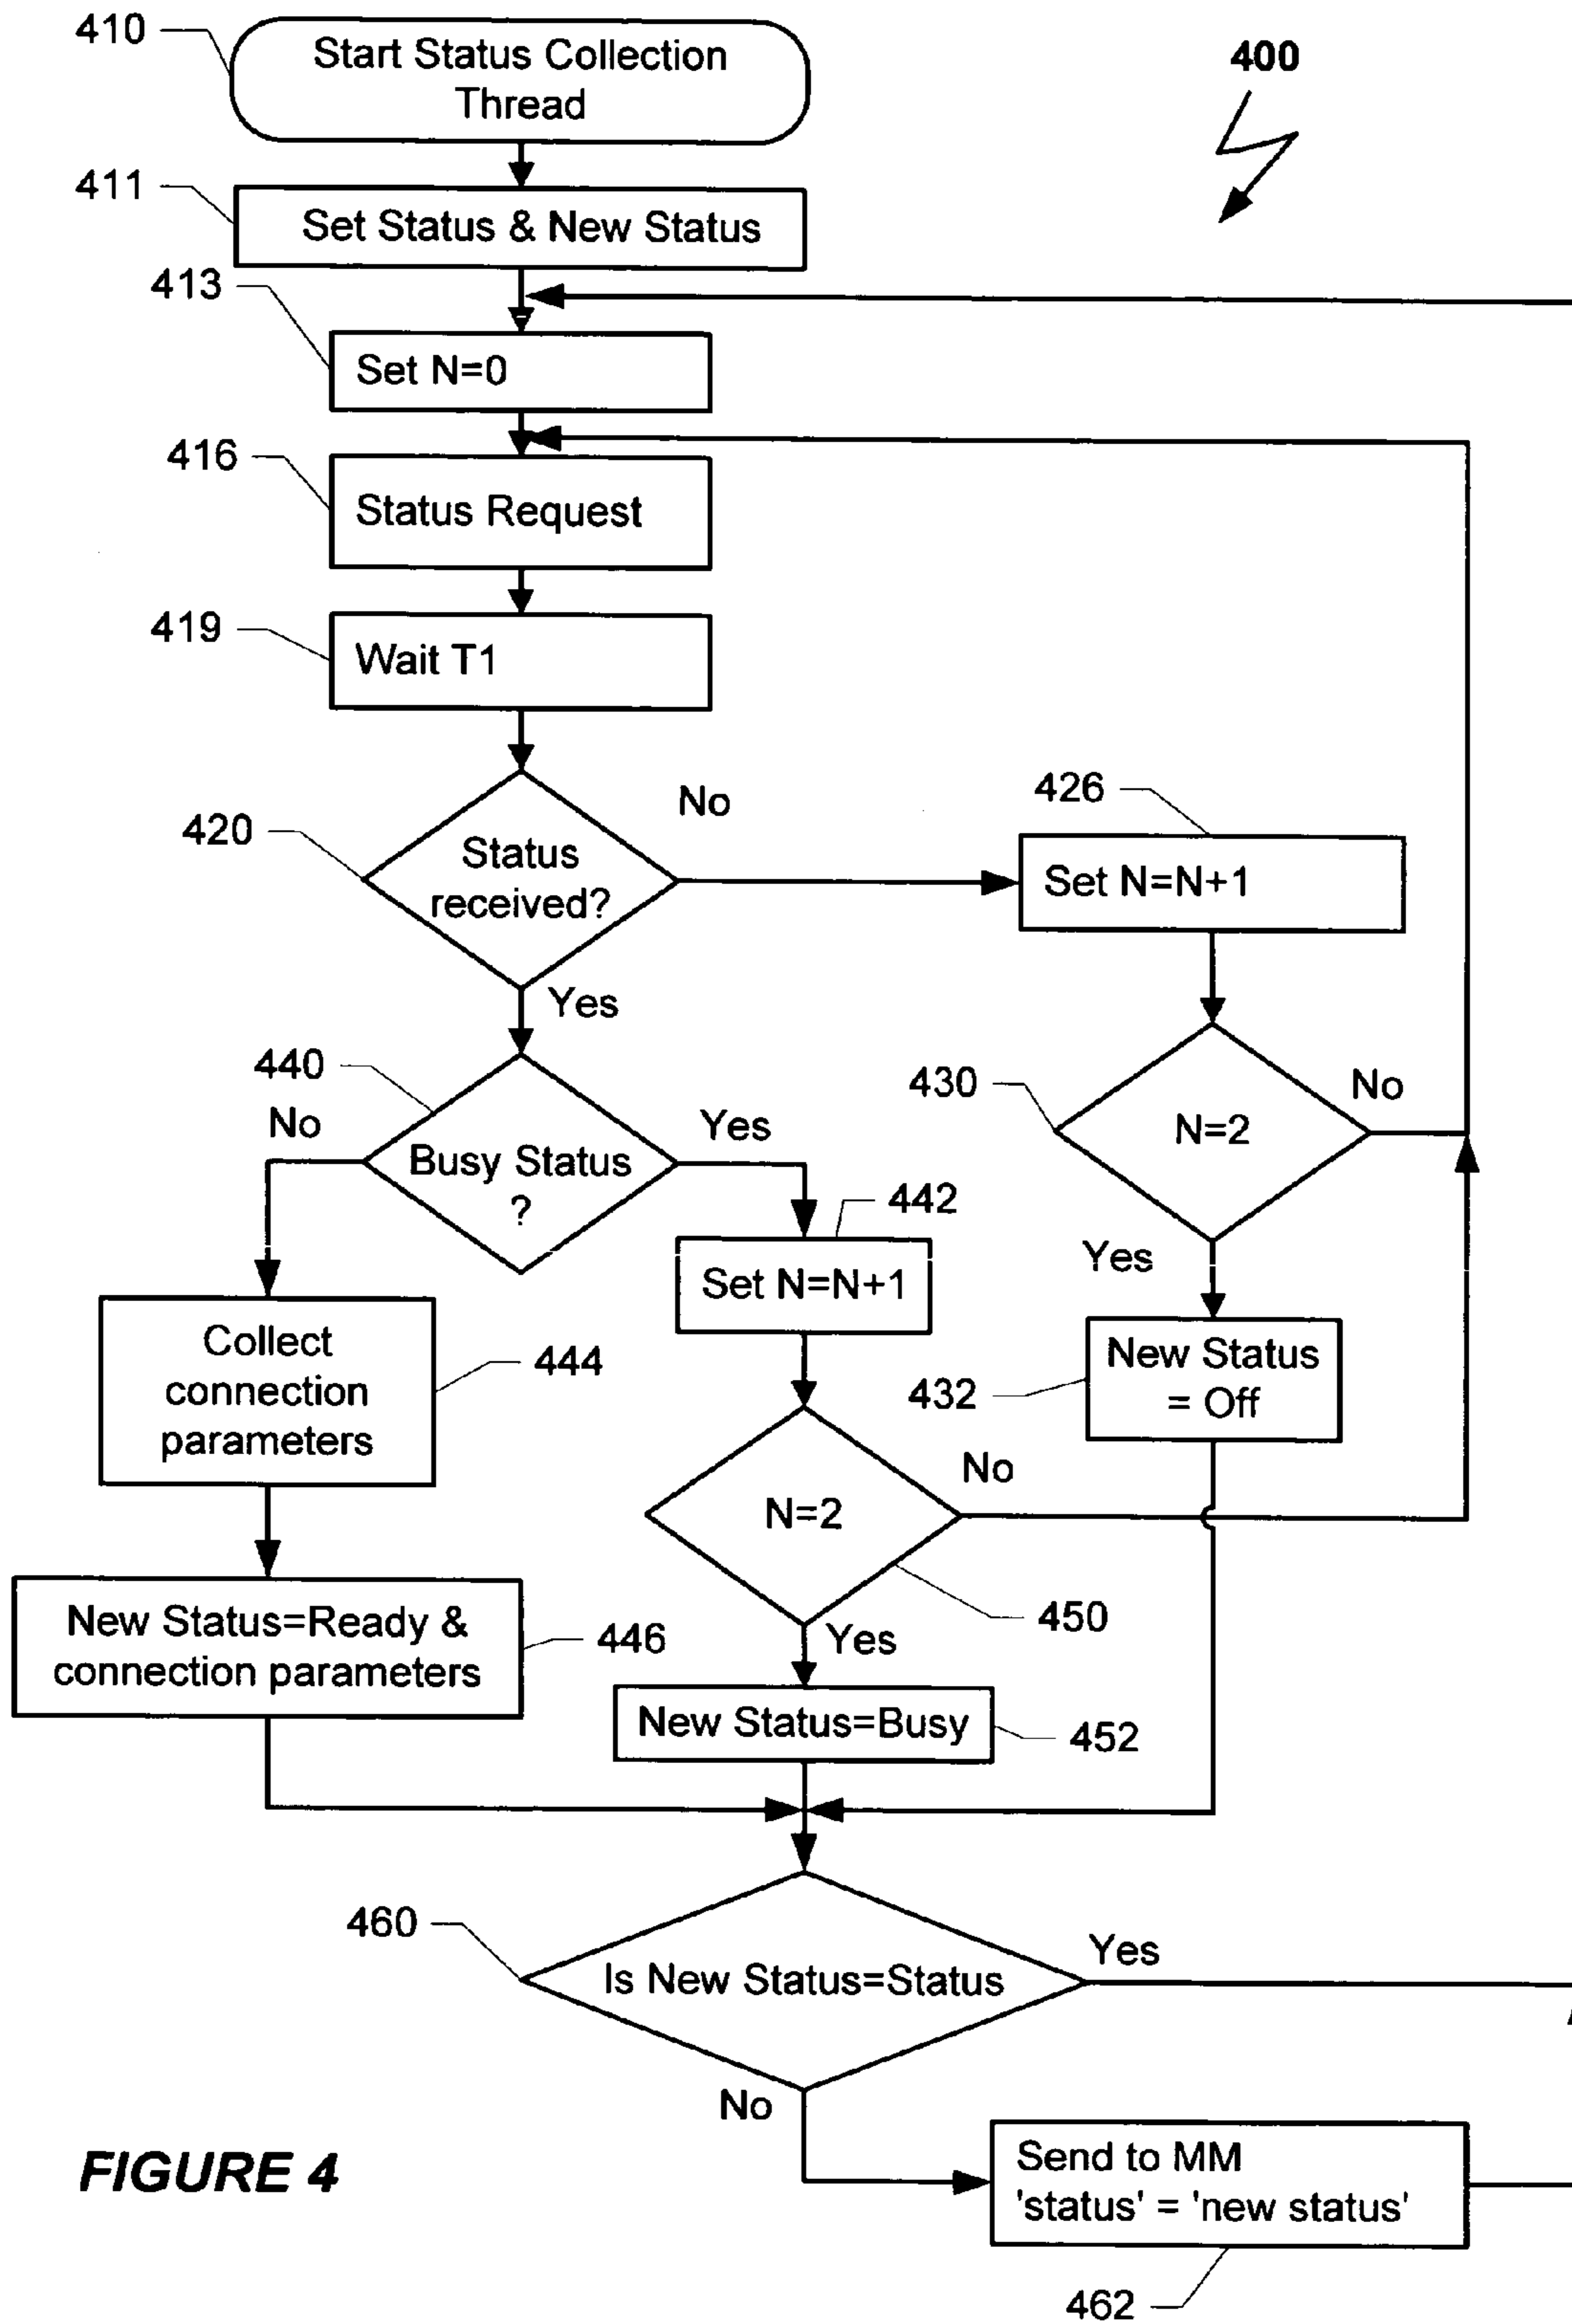 410
Start Status Collection
Thread
400
411
Set Status & New Status
413
Set N=0
416
Status Request
419
Wait T1
420
Status
received?
No
Yes
426
Set N=N+1
430
N=2
No
Yes
432
New Status
= Off
440
Busy Status
?
No
Yes
442
Set N=N+1
444
Collect
connection
parameters
446
New Status=Ready &
connection parameters
N=2
No
450
Yes
New Status=Busy
452
460
Is New Status=Status
Yes
No
Send to MM
'status' = 'new status'
462
FIGURE 4